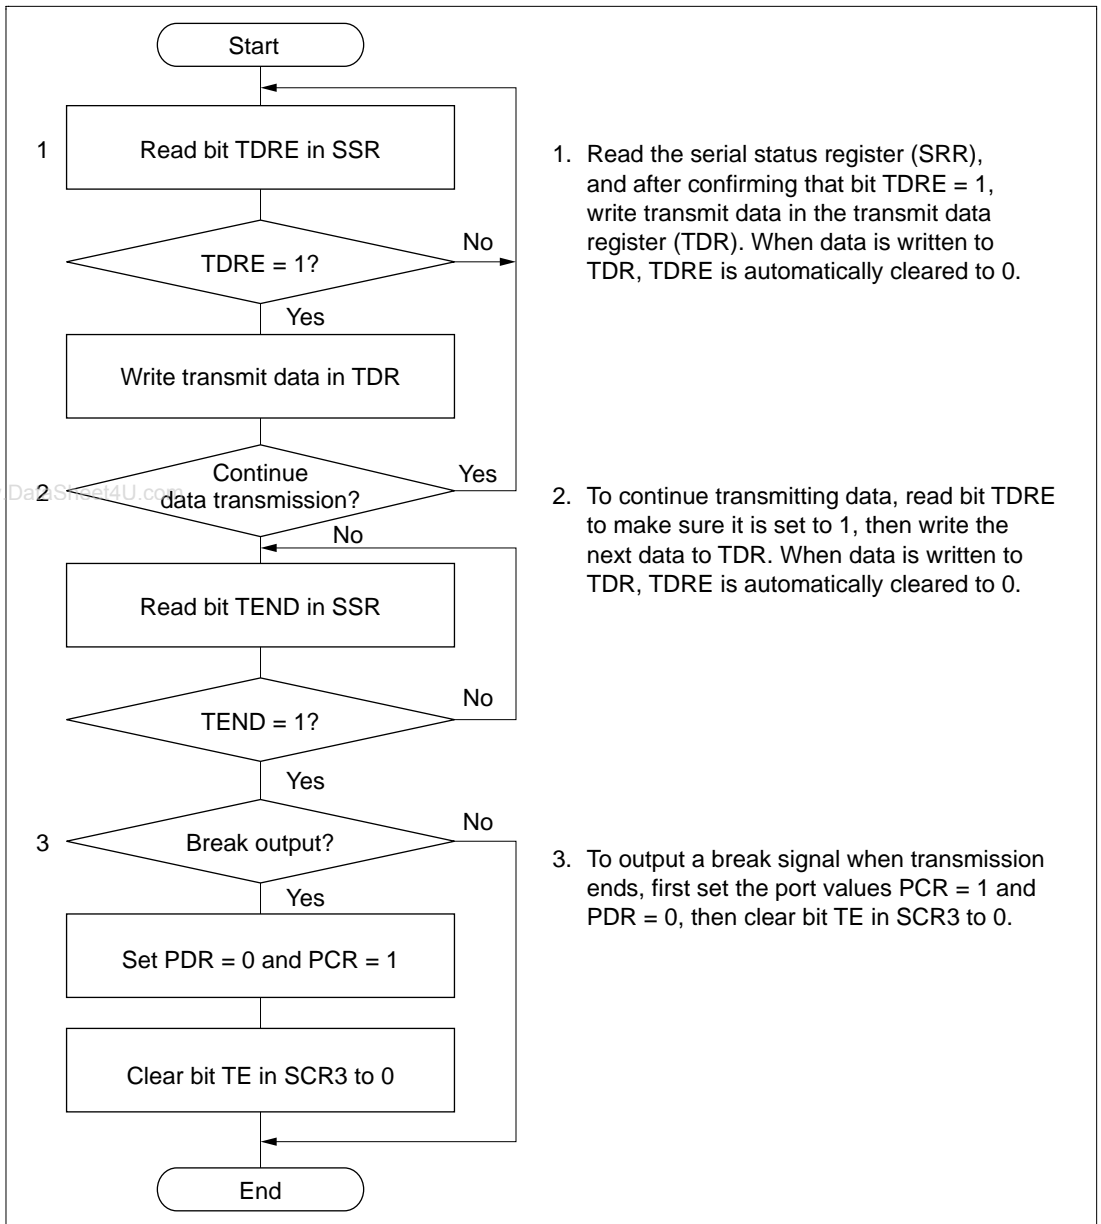 Start
1
Read bit TDRE in SSR
TDRE = 1?
No
Yes
Write transmit data in TDR
2
Continue
data transmission?
Yes
No
Read bit TEND in SSR
TEND = 1?
No
Yes
3
Break output?
No
Yes
Set PDR = 0 and PCR = 1
Clear bit TE in SCR3 to 0
End
1. Read the serial status register (SRR),
and after confirming that bit TDRE = 1,
write transmit data in the transmit data
register (TDR). When data is written to
TDR, TDRE is automatically cleared to 0.
2. To continue transmitting data, read bit TDRE
to make sure it is set to 1, then write the
next data to TDR. When data is written to
TDR, TDRE is automatically cleared to 0.
3. To output a break signal when transmission
ends, first set the port values PCR = 1 and
PDR = 0, then clear bit TE in SCR3 to 0.
.DataSheet4U.com